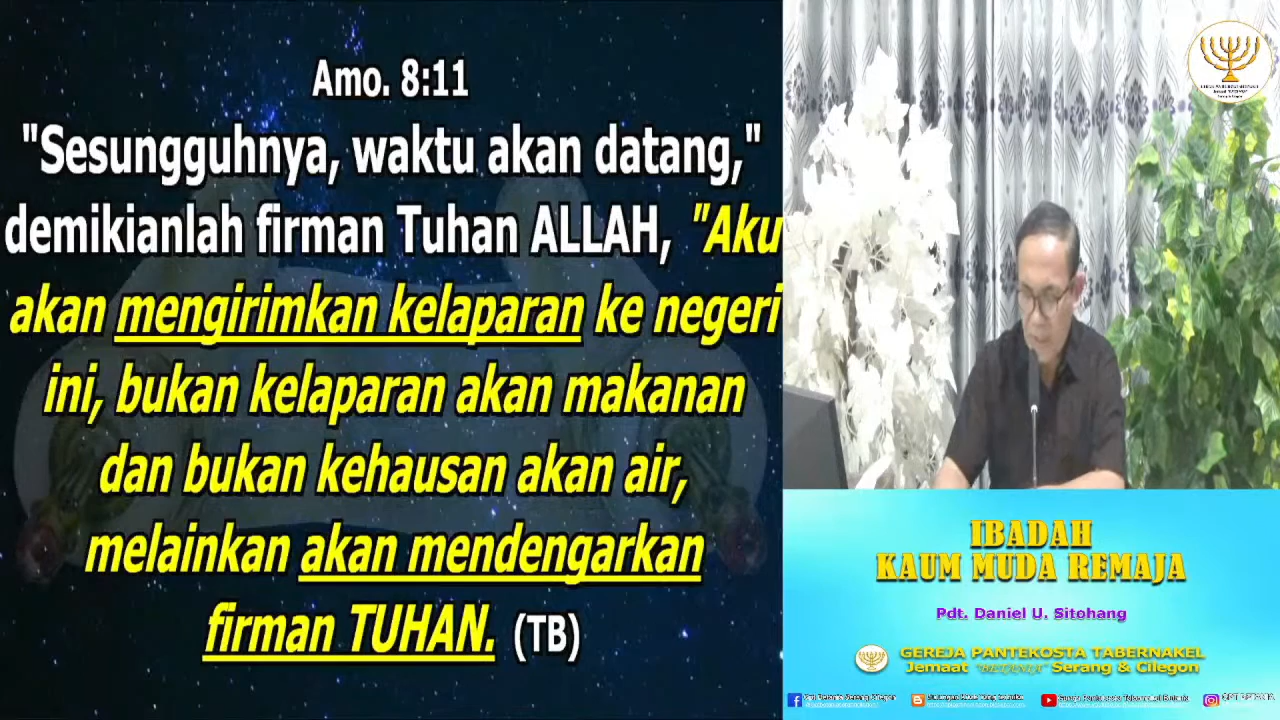 Amo. 8:11
"Sesungguhnya, waktu akan datang,"
demikianlah firman Tuhan ALLAH, "Aku
akan mengirimkan kelaparan ke negeri
ini, bukan kelaparan akan makanan
dan bukan kehausan akan air,
melainkan akan mendengarkan
firman TUHAN. (TB)
IBADAH
KAUM MUDA REMAJA
Pdt. Daniel U. Sitohang
GEREJA PANTEKOSTA TABERNAKEL
Jemaat "BETANIA" Serang & Cilegon